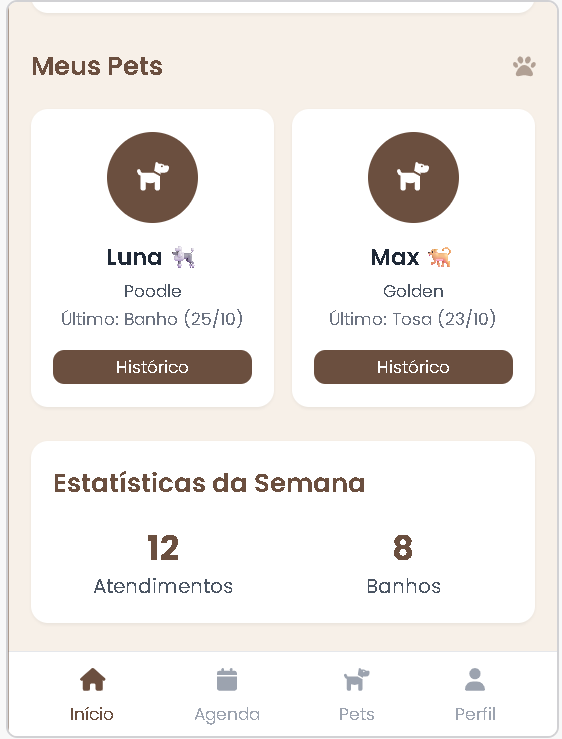 Meus Pets
Luna 🐩
Poodle
Último: Banho (25/10)
Histórico
Max 🐕
Golden
Último: Tosa (23/10)
Histórico
Estatísticas da Semana
12
Atendimentos
8
Banhos
Início
Agenda
Pets
Perfil